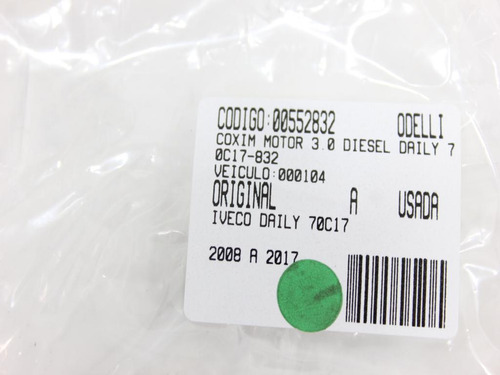 CODIGO:00552832 ODELLI
COXIM MOTOR 3.0 DIESEL DAILY 7
0C17-832
VEICULO:000104
ORIGINAL A USADA
IVECO DAILY 70C17
2008 A 2017